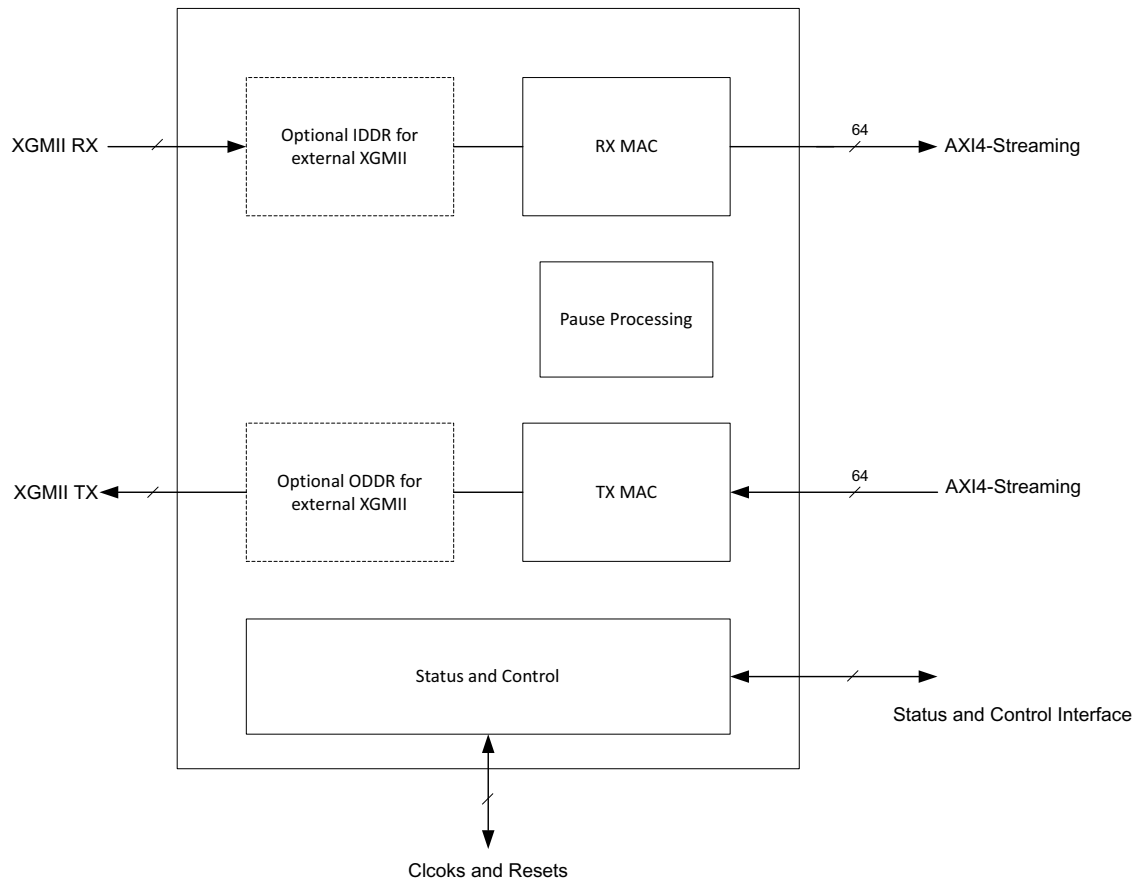 XGMII RX
Optional IDDR for
external XGMII
RX MAC
64
AXI4-Streaming
Pause Processing
XGMII TX
Optional ODDR for
external XGMII
TX MAC
64
AXI4-Streaming
Status and Control
Status and Control Interface
Clcoks and Resets